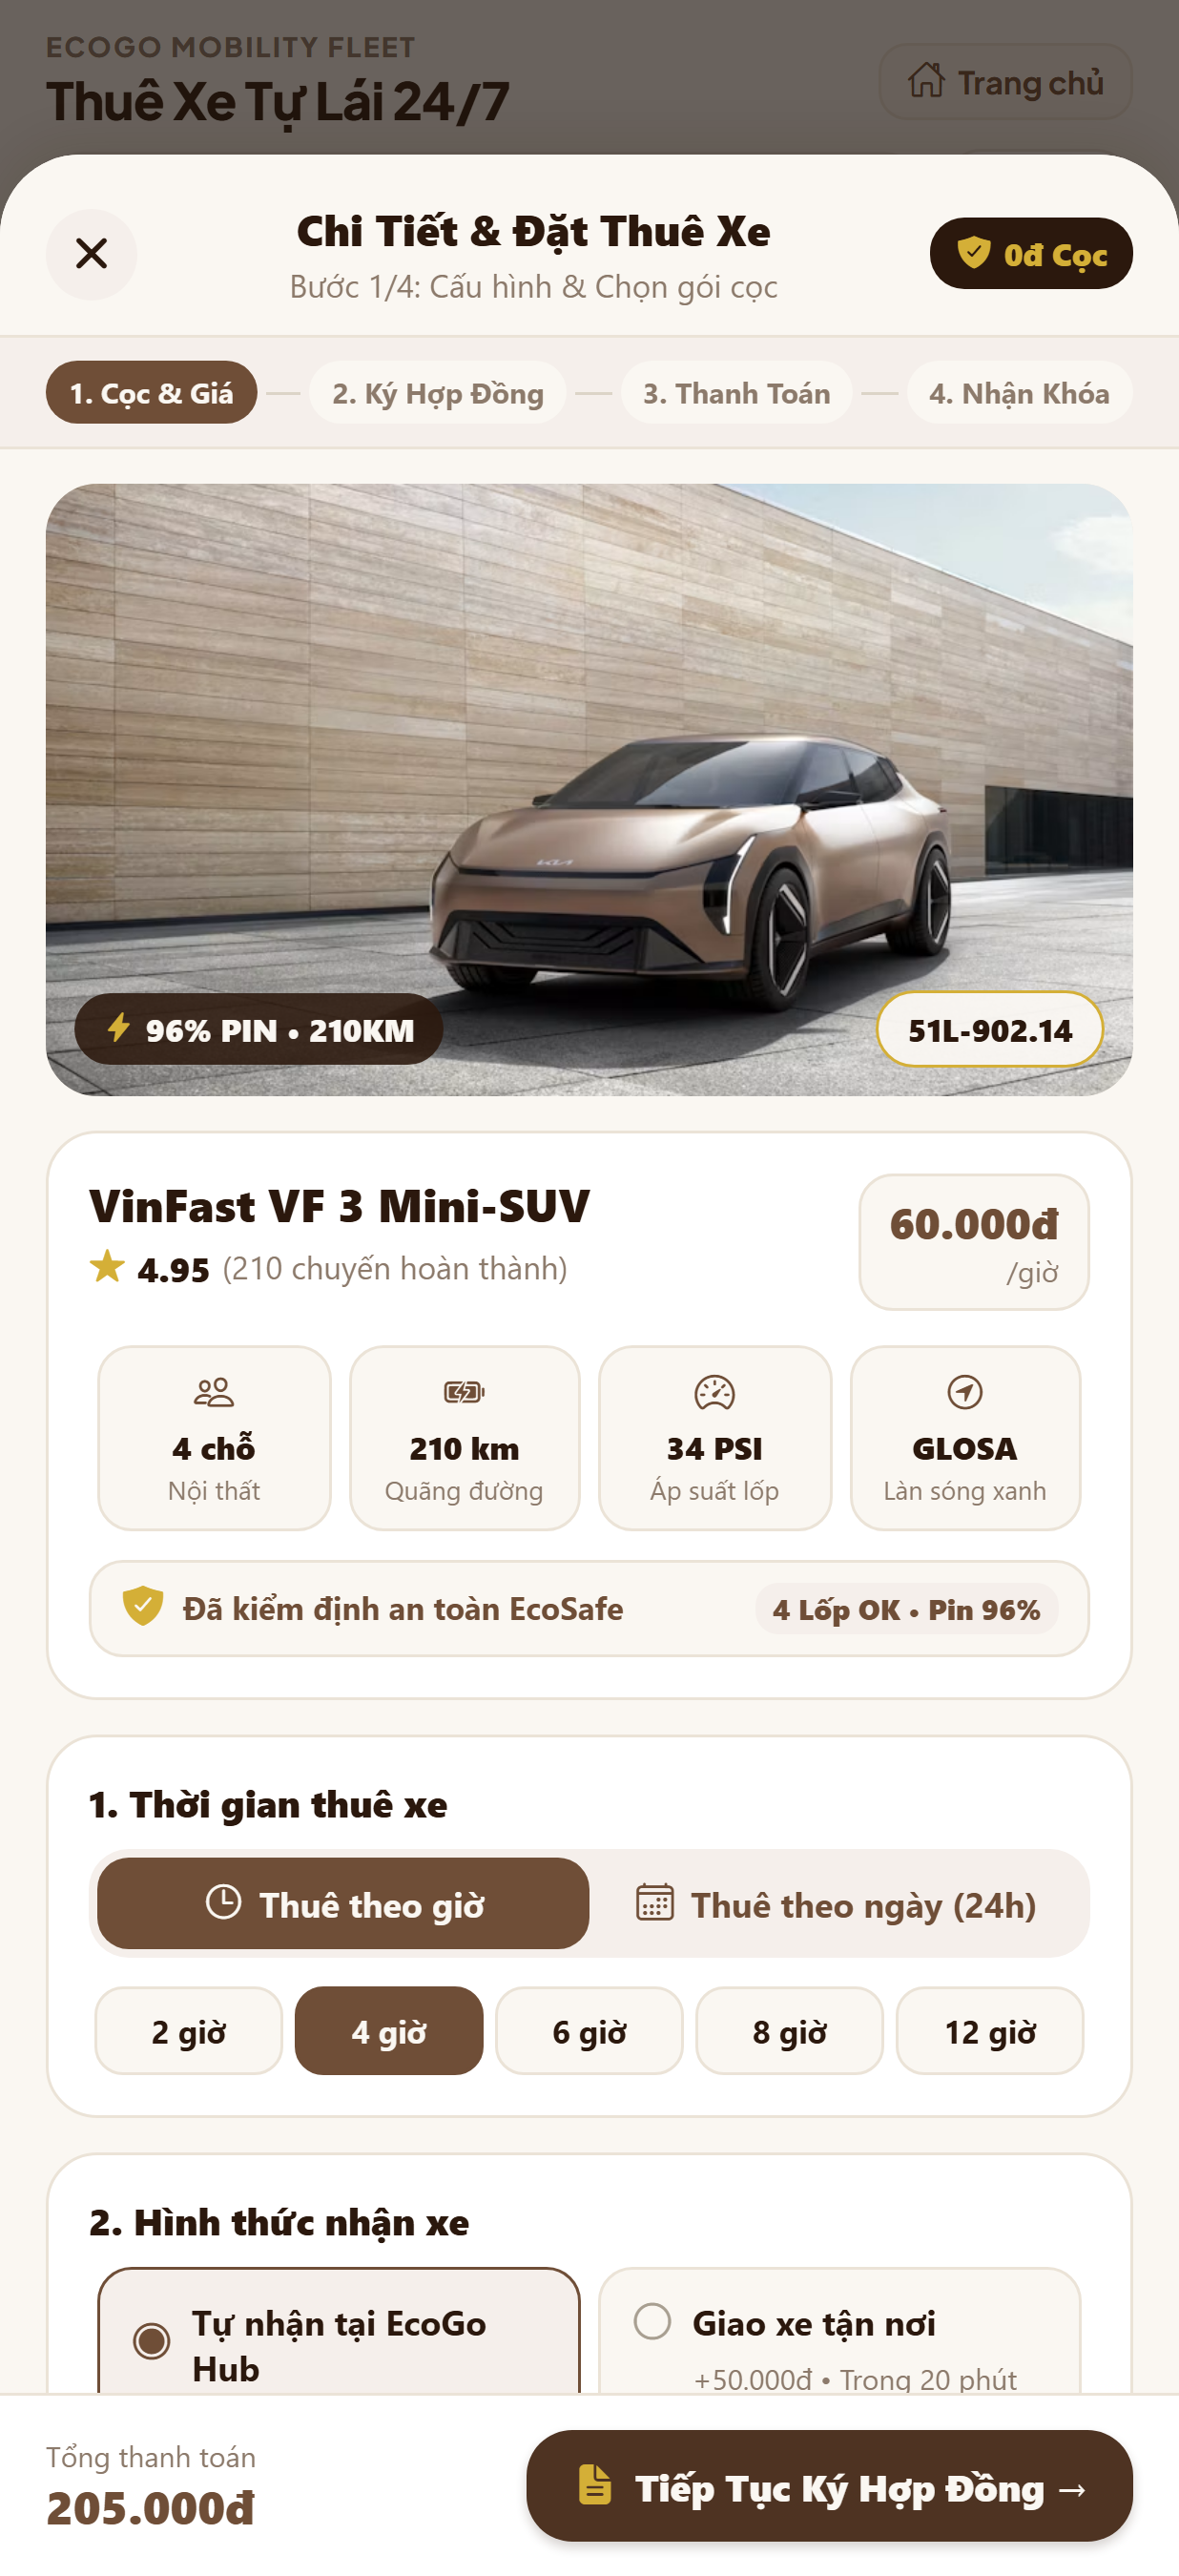 ECOGO MOBILITY FLEET
Thuê Xe Tự Lái 24/7
Trang chủ
Chi Tiết & Đặt Thuê Xe
Bước 1/4: Cấu hình & Chọn gói cọc
0đ Cọc
1. Cọc & Giá
2. Ký Hợp Đồng
3. Thanh Toán
4. Nhận Khóa
KIA
96% PIN • 210KM
51L-902.14
VinFast VF 3 Mini-SUV
4.95 (210 chuyến hoàn thành)
60.000đ
/giờ
4 chỗ
Nội thất
210 km
Quãng đường
34 PSI
Áp suất lốp
GLOSA
Làn sóng xanh
Đã kiểm định an toàn EcoSafe
4 Lốp OK • Pin 96%
1. Thời gian thuê xe
Thuê theo giờ
Thuê theo ngày (24h)
2 giờ
4 giờ
6 giờ
8 giờ
12 giờ
2. Hình thức nhận xe
Tự nhận tại EcoGo
Hub
Giao xe tận nơi
+50.000đ • Trong 20 phút
Tổng thanh toán
205.000đ
Tiếp Tục Ký Hợp Đồng →